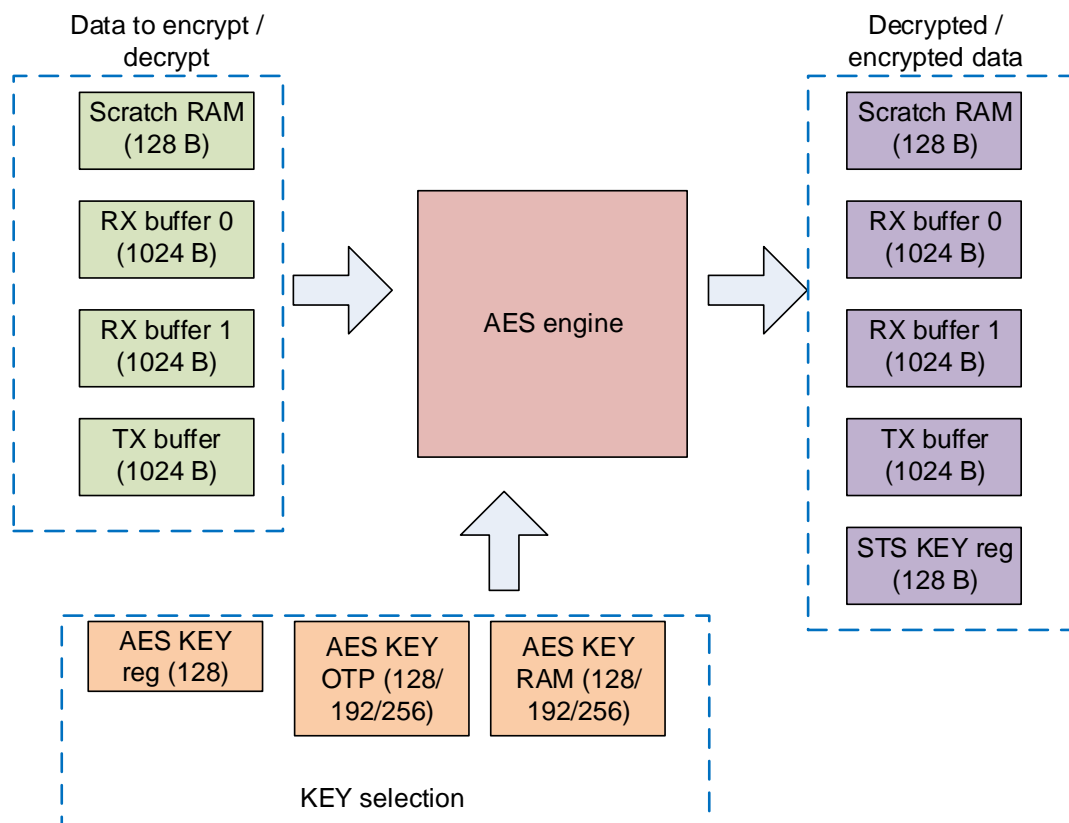 Data to encrypt /
decrypt
Scratch RAM
(128 B)
RX buffer 0
(1024 B)
RX buffer 1
(1024 B)
TX buffer
(1024 B)
AES engine
Decrypted /
encrypted data
Scratch RAM
(128 B)
RX buffer 0
(1024 B)
RX buffer 1
(1024 B)
TX buffer
(1024 B)
STS KEY reg
(128 B)
AES KEY
reg (128)
AES KEY
OTP (128/
192/256)
AES KEY
RAM (128/
192/256)
KEY selection